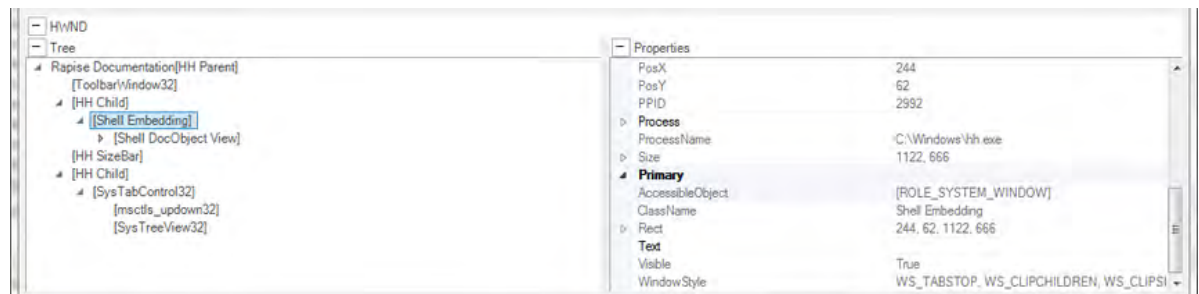 HWND
Tree
Rapise Documentation[HH Parent]
[ToolbarWindow32]
[HH Child]
[Shell Embedding]
[Shell DocObject View]
[HH SizeBar]
[HH Child]
[SysTabControl32]
[msctls_updown32]
[SysTreeView32]
Properties
PosX 244
PosY 62
PPID 2992
Process
ProcessName C:\Windows\hh.exe
Size 1122, 666
Primary
AccessibleObject [ROLE_SYSTEM_WINDOW]
ClassName Shell Embedding
Rect 244, 62, 1122, 666
Text
Visible True
WindowStyle WS_TABSTOP, WS_CLIPCHILDREN, WS_CLIPSI